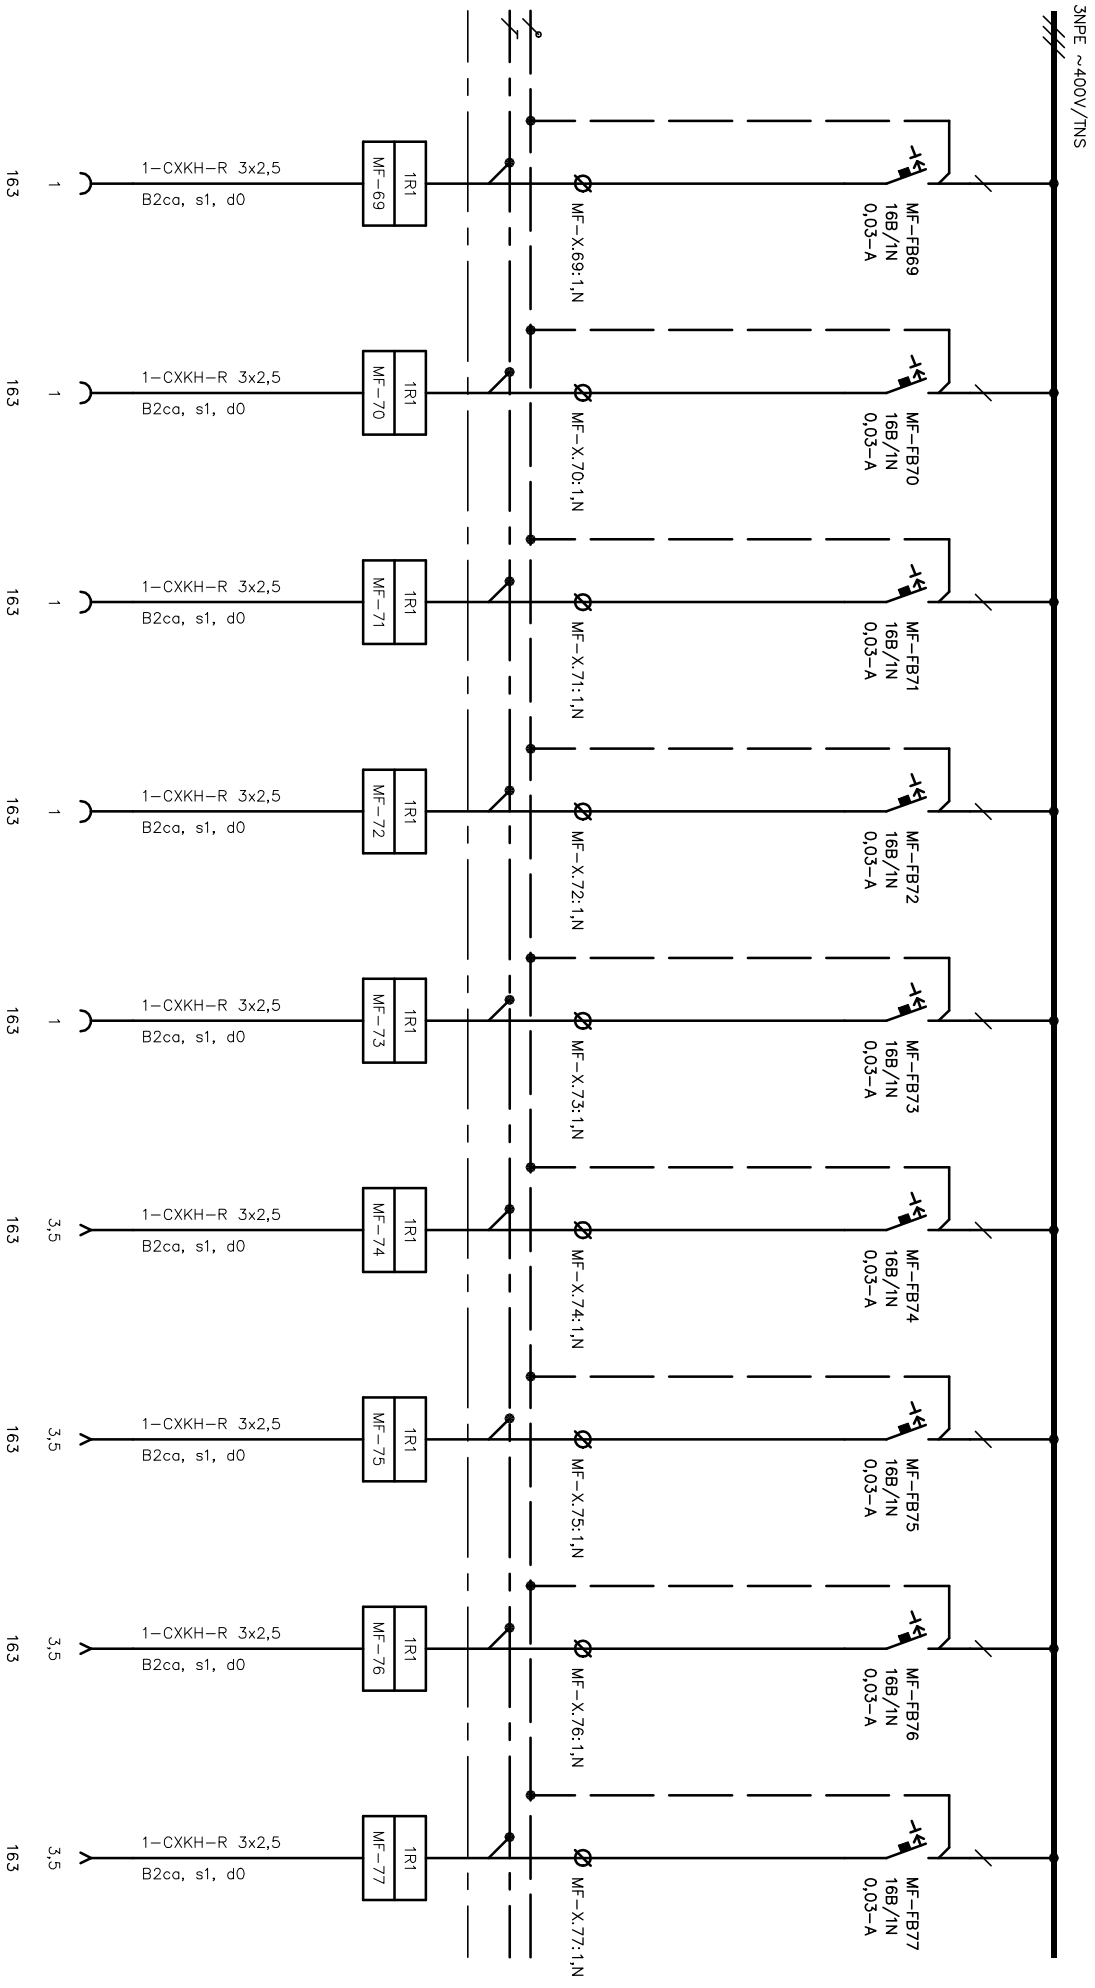 3NPE ~400V/TNS
MF-FB69
16B/1N
0,03-A
MF-X.69:1,N
1R1
MF-69
1-CXKH-R 3x2,5
B2ca, s1, d0
1
163
MF-FB70
16B/1N
0,03-A
MF-X.70:1,N
1R1
MF-70
1-CXKH-R 3x2,5
B2ca, s1, d0
1
163
MF-FB71
16B/1N
0,03-A
MF-X.71:1,N
1R1
MF-71
1-CXKH-R 3x2,5
B2ca, s1, d0
1
163
MF-FB72
16B/1N
0,03-A
MF-X.72:1,N
1R1
MF-72
1-CXKH-R 3x2,5
B2ca, s1, d0
1
163
MF-FB73
16B/1N
0,03-A
MF-X.73:1,N
1R1
MF-73
1-CXKH-R 3x2,5
B2ca, s1, d0
1
163
MF-FB74
16B/1N
0,03-A
MF-X.74:1,N
1R1
MF-74
1-CXKH-R 3x2,5
B2ca, s1, d0
3,5
163
MF-FB75
16B/1N
0,03-A
MF-X.75:1,N
1R1
MF-75
1-CXKH-R 3x2,5
B2ca, s1, d0
3,5
163
MF-FB76
16B/1N
0,03-A
MF-X.76:1,N
1R1
MF-76
1-CXKH-R 3x2,5
B2ca, s1, d0
3,5
163
MF-FB77
16B/1N
0,03-A
MF-X.77:1,N
1R1
MF-77
1-CXKH-R 3x2,5
B2ca, s1, d0
3,5
163